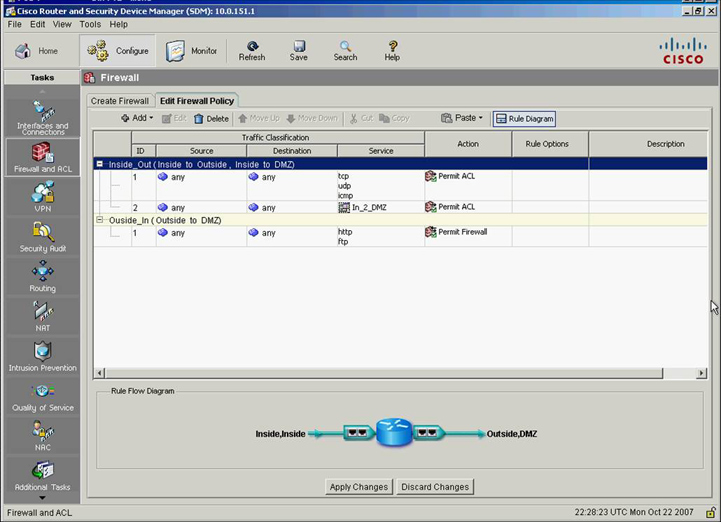 Cisco Router and Security Device Manager (SDM): 10.0.151.1
File Edit View Tools Help
Home Configure Monitor Refresh Save Search Help
CISCO
Tasks
Firewall
Create Firewall Edit Firewall Policy
Add Edit Delete Move Up Move Down Cut Copy Paste Rule Diagram
Traffic Classification
ID Source Destination Service Action Rule Options Description
Inside_Out ( Inside to Outside , Inside to DMZ)
1 any any tcp Permit ACL
udp
icmp
2 any any In_2_DMZ Permit ACL
Ouside_In ( Outside to DMZ)
1 any any http Permit Firewall
ftp
Interfaces and
Connections
Firewall and ACL
VPN
Security Audit
Routing
NAT
Intrusion Prevention
Quality of Service
NAC
Additional Tasks
Rule Flow Diagram
Inside,Inside Outside,DMZ
Apply Changes Discard Changes
Firewall and ACL 22:28:23 UTC Mon Oct 22 2007